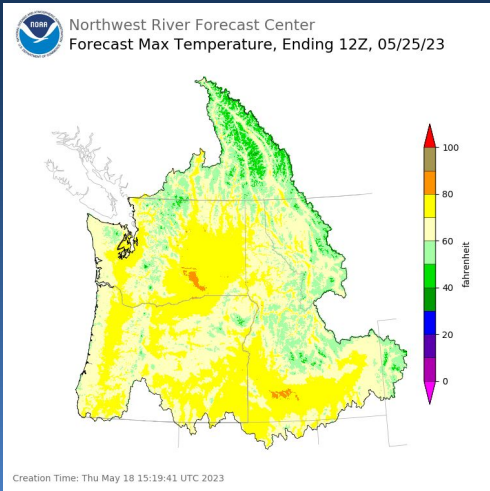 NOAA
Northwest River Forecast Center
Forecast Max Temperature, Ending 12Z, 05/25/23
100
80
60
40
20
0
fahrenheit
Creation Time: Thu May 18 15:19:41 UTC 2023